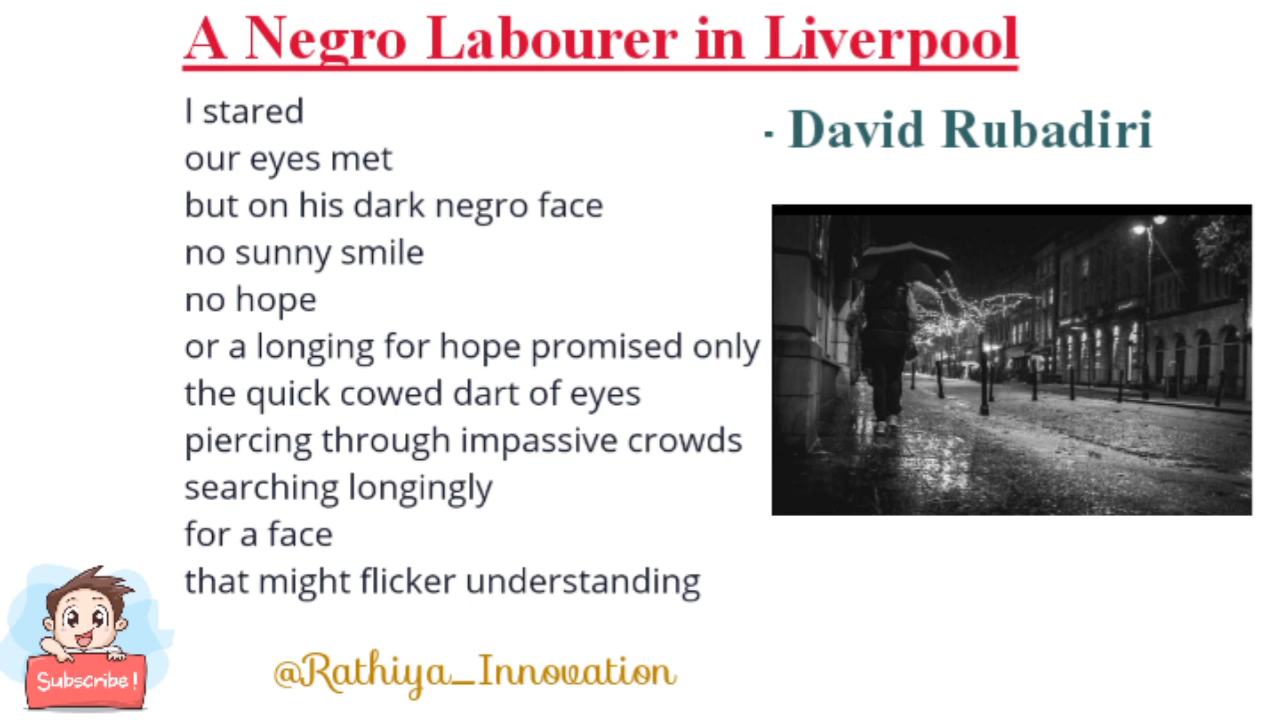 A Negro Labourer in Liverpool
- David Rubadiri
I stared
our eyes met
but on his dark negro face
no sunny smile
no hope
or a longing for hope promised only
the quick cowed dart of eyes
piercing through impassive crowds
searching longingly
for a face
that might flicker understanding
Subscribe!
@Rathiya_Innovation